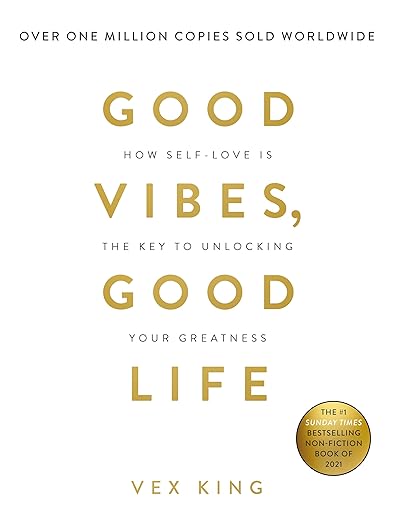 OVER ONE MILLION COPIES SOLD WORLDWIDE
GOOD
HOW SELF-LOVE IS
VIBES,
THE KEY TO UNLOCKING
GOOD
YOUR GREATNESS
LIFE
THE #1
SUNDAY TIMES
BESTSELLING
NON-FICTION
BOOK OF
2021
VEX KING